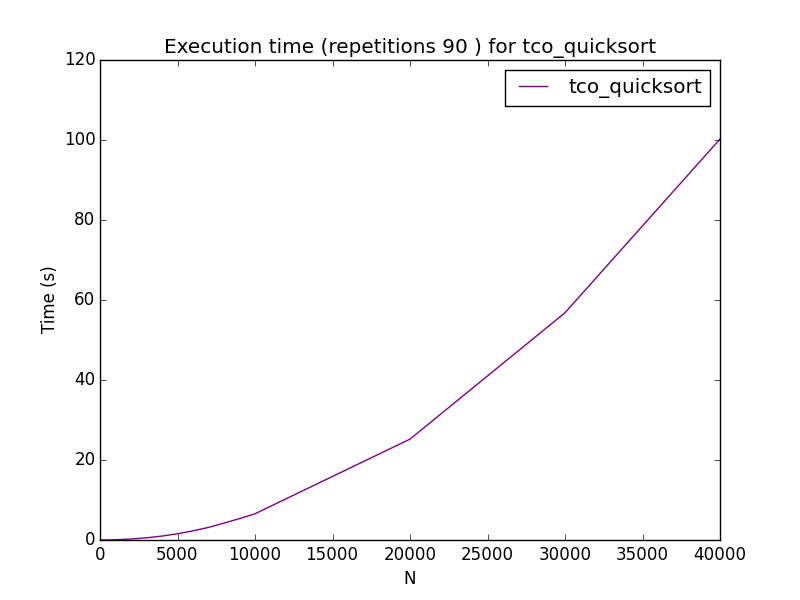 Execution time (repetitions 90 ) for tco_quicksort
120
100
80
60
40
20
0
Time (s)
tco_quicksort
0 5000 10000 15000 20000 25000 30000 35000 40000
N